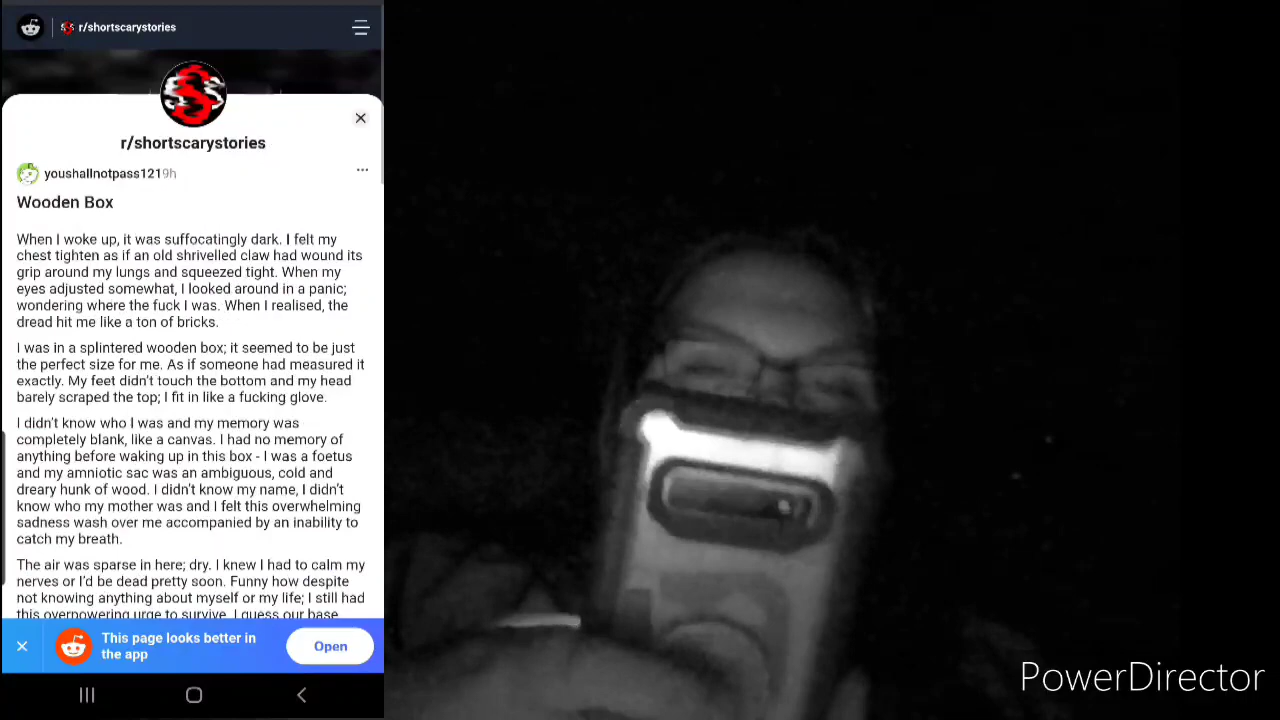 r/shortscarystories
r/shortscarystories
youshallnotpass121 9h
Wooden Box
When I woke up, it was suffocatingly dark. I felt my
chest tighten as if an old shrivelled claw had wound its
grip around my lungs and squeezed tight. When my
eyes adjusted somewhat, I looked around in a panic;
wondering where the fuck I was. When I realised, the
dread hit me like a ton of bricks.
I was in a splintered wooden box; it seemed to be just
the perfect size for me. As if someone had measured it
exactly. My feet didn't touch the bottom and my head
barely scraped the top; I fit in like a fucking glove.
I didn't know who I was and my memory was
completely blank, like a canvas. I had no memory of
anything before waking up in this box - I was a foetus
and my amniotic sac was an ambiguous, cold and
dreary hunk of wood. I didn't know my name, I didn't
know who my mother was and I felt this overwhelming
sadness wash over me accompanied by an inability to
catch my breath.
The air was sparse in here; dry. I knew I had to calm my
nerves or I'd be dead pretty soon. Funny how despite
not knowing anything about myself or my life; I still had
this overpowering urge to survive. I guess our base
This page looks better in
the app
Open
PowerDirector